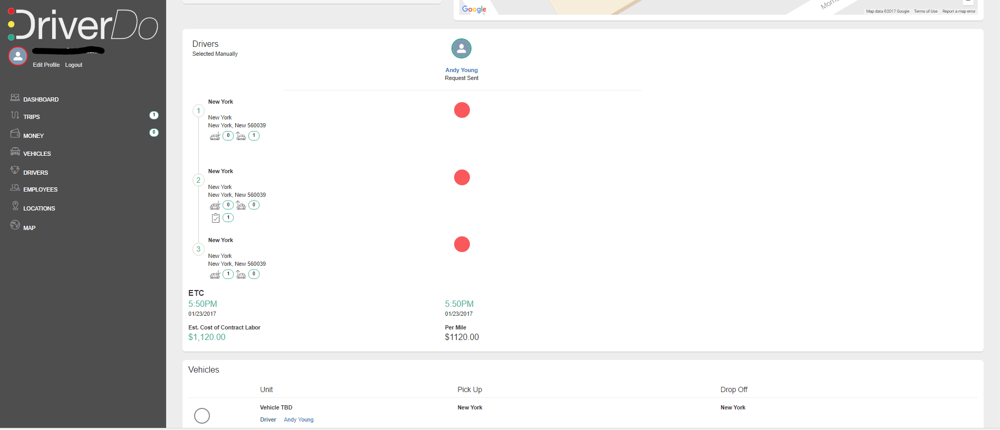 DriverDo
Edit Profile Logout
DASHBOARD
TRIPS 1
MONEY 0
VEHICLES
DRIVERS
EMPLOYEES
LOCATIONS
MAP
Google
Map data ©2017 Google Terms of Use Report a map error
Drivers
Selected Manually
Andy Young
Request Sent
1
New York
New York
New York, New 560039
0 1
2
New York
New York
New York, New 560039
0 0
1
3
New York
New York
New York, New 560039
1 0
ETC
5:50PM 5:50PM
01/23/2017 01/23/2017
Est. Cost of Contract Labor Per Mile
$1,120.00 $1120.00
Vehicles
Unit Pick Up Drop Off
Vehicle TBD New York New York
Driver Andy Young